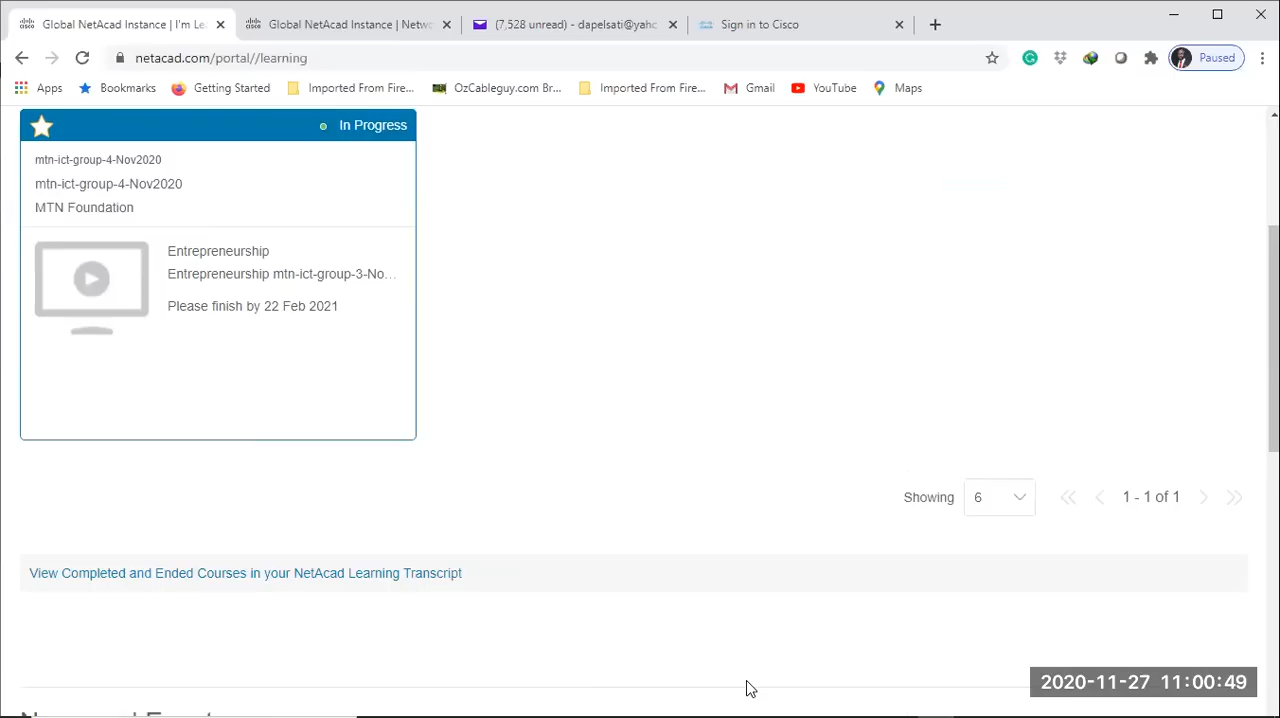 Global NetAcad Instance | I'm Le
Global NetAcad Instance | Netwo
(7,528 unread) - dapelsati@yaho
Sign in to Cisco
netacad.com/portal//learning
Paused
Apps
Bookmarks
Getting Started
Imported From Fire...
OzCableguy.com Br...
Imported From Fire...
Gmail
YouTube
Maps
In Progress
mtn-ict-group-4-Nov2020
mtn-ict-group-4-Nov2020
MTN Foundation
Entrepreneurship
Entrepreneurship mtn-ict-group-3-No...
Please finish by 22 Feb 2021
Showing
6
1 - 1 of 1
View Completed and Ended Courses in your NetAcad Learning Transcript
2020-11-27 11:00:49